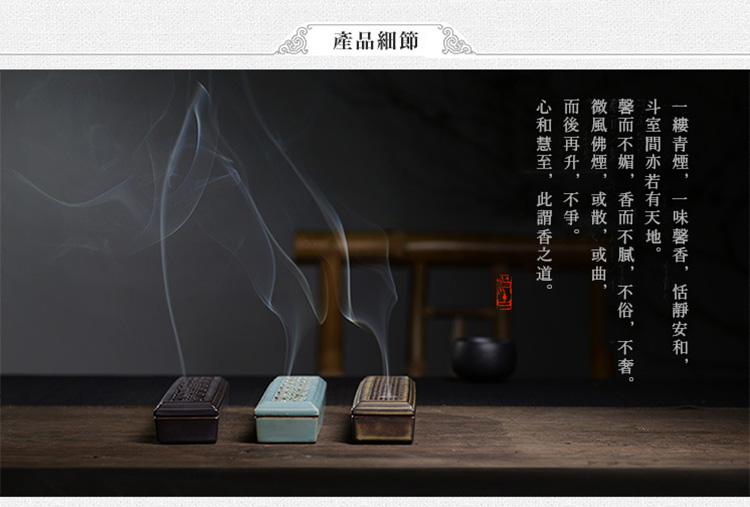 產品細節
一縷青煙，一味馨香，恬靜安和，
斗室間亦若有天地。
馨而不媚，香而不膩，不俗，不奢。
微風佛煙，或散，或曲，
而後再升，不爭。
心和慧至，此謂香之道。